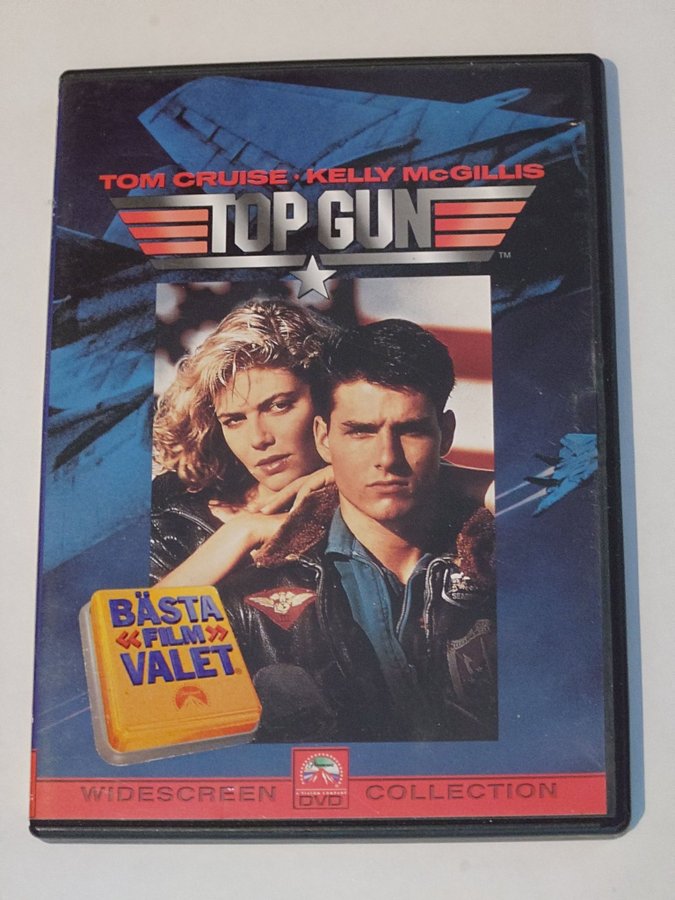 TOM CRUISE · KELLY McGILLIS
TOP GUN
TM
BÄSTA
«FILM»
VALET
WIDESCREEN
DVD
COLLECTION